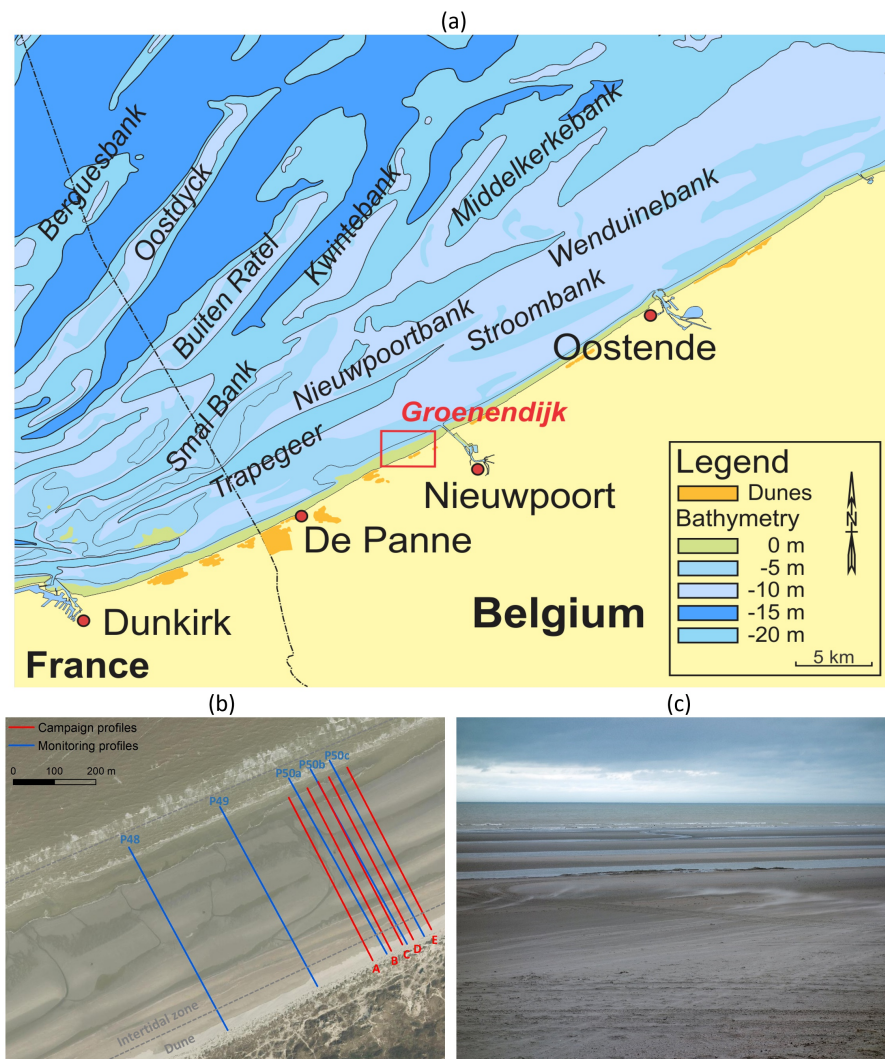 (a)
Berguesbank
Oostdyck
Buiten Ratel
Kwintebank
Middelkerkebank
Wenduinebank
Stroombank
Nieuwpoortbank
Smal Bank
Trapegeer
Groenendijk
Oostende
Nieuwpoort
De Panne
Dunkirk
Belgium
France
Legend
Dunes
Bathymetry
0 m
-5 m
-10 m
-15 m
-20 m
N
5 km
(b)
Campaign profiles
Monitoring profiles
0 100 200 m
P48
P49
P50a
P50b
P50c
A
B
C
D
E
Intertidal zone
Dune
(c)